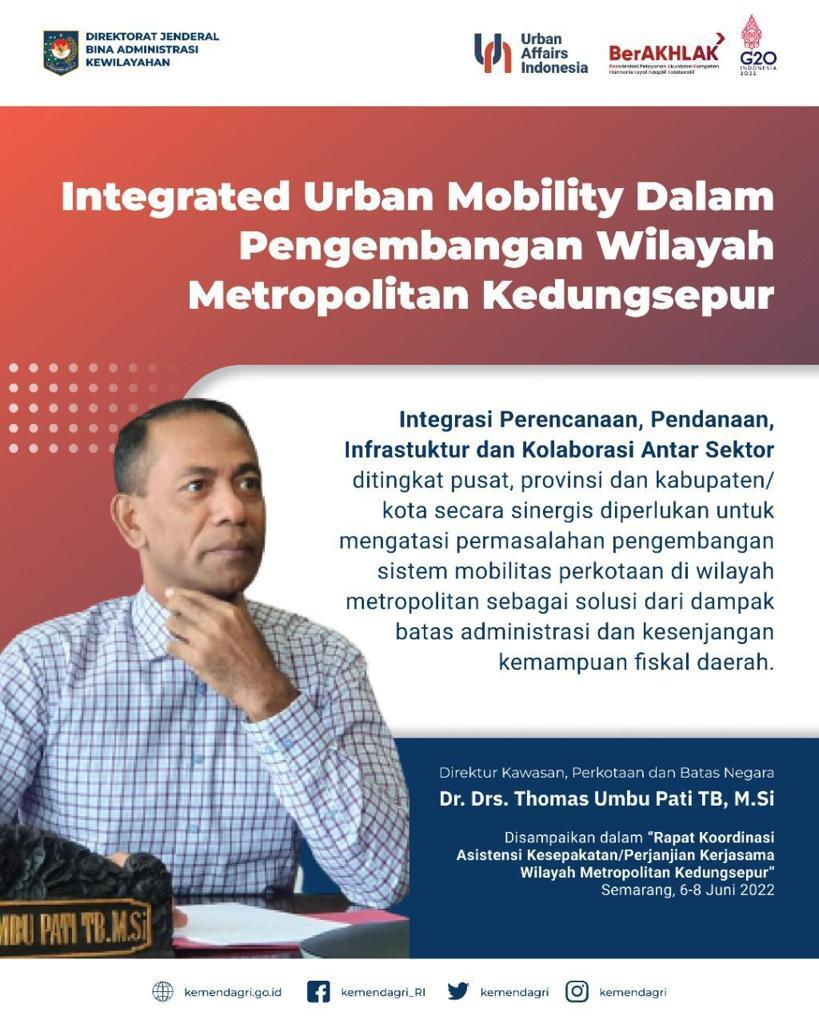 DIREKTORAT JENDERAL
BINA ADMINISTRASI
KEWILAYAHAN
Urban
Affairs
Indonesia
BerAKHLAK
Berorientasi Pelayanan Akuntabel Kompeten
Harmonis Loyal Adaptif Kolaboratif
G20
INDONESIA
2022
Integrated Urban Mobility Dalam
Pengembangan Wilayah
Metropolitan Kedungsepur
Integrasi Perencanaan, Pendanaan,
Infrastuktur dan Kolaborasi Antar Sektor
ditingkat pusat, provinsi dan kabupaten/
kota secara sinergis diperlukan untuk
mengatasi permasalahan pengembangan
sistem mobilitas perkotaan di wilayah
metropolitan sebagai solusi dari dampak
batas administrasi dan kesenjangan
kemampuan fiskal daerah.
Direktur Kawasan, Perkotaan dan Batas Negara
Dr. Drs. Thomas Umbu Pati TB, M.Si
Disampaikan dalam “Rapat Koordinasi
Asistensi Kesepakatan/Perjanjian Kerjasama
Wilayah Metropolitan Kedungsepur”
Semarang, 6-8 Juni 2022
MBU PATI TB.M.Si
kemendagri.go.id
kemendagri_RI
kemendagri
kemendagri